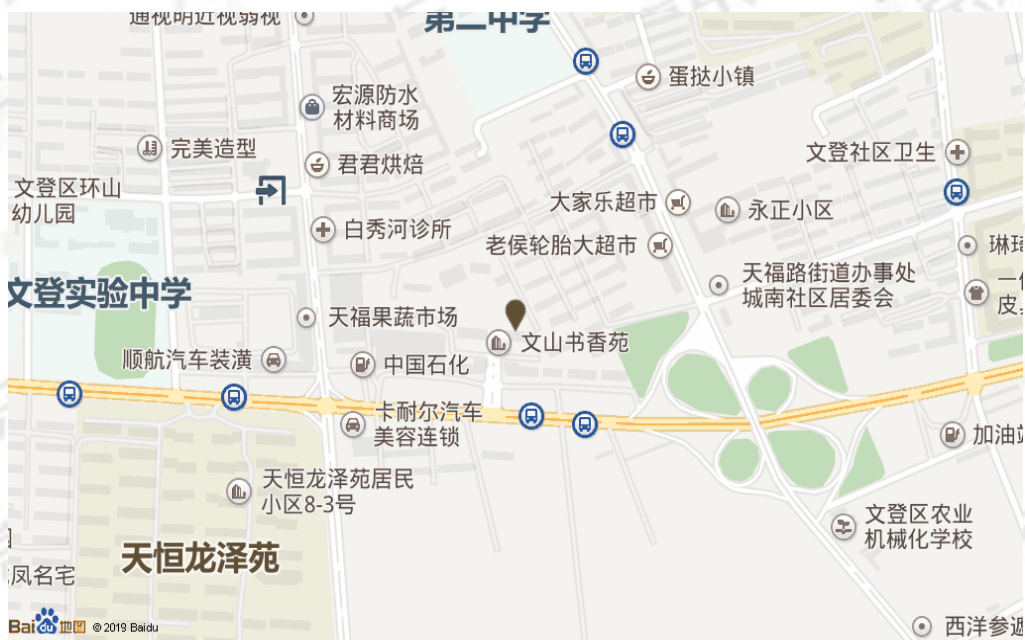 通视明近视弱视
第二中学
蛋挞小镇
宏源防水
材料商场
完美造型
君君烘焙
文登社区卫生
文登区环山
幼儿园
大家乐超市
永正小区
白秀河诊所
老侯轮胎大超市
天福路街道办事处
城南社区居委会
文登实验中学
天福果蔬市场
文山书香苑
顺航汽车装潢
中国石化
卡耐尔汽车
美容连锁
加油站
天恒龙泽苑居民
小区8-3号
文登区农业
机械化学校
天恒龙泽苑
凤名宅
Bai du 地图 © 2019 Baidu
西洋参